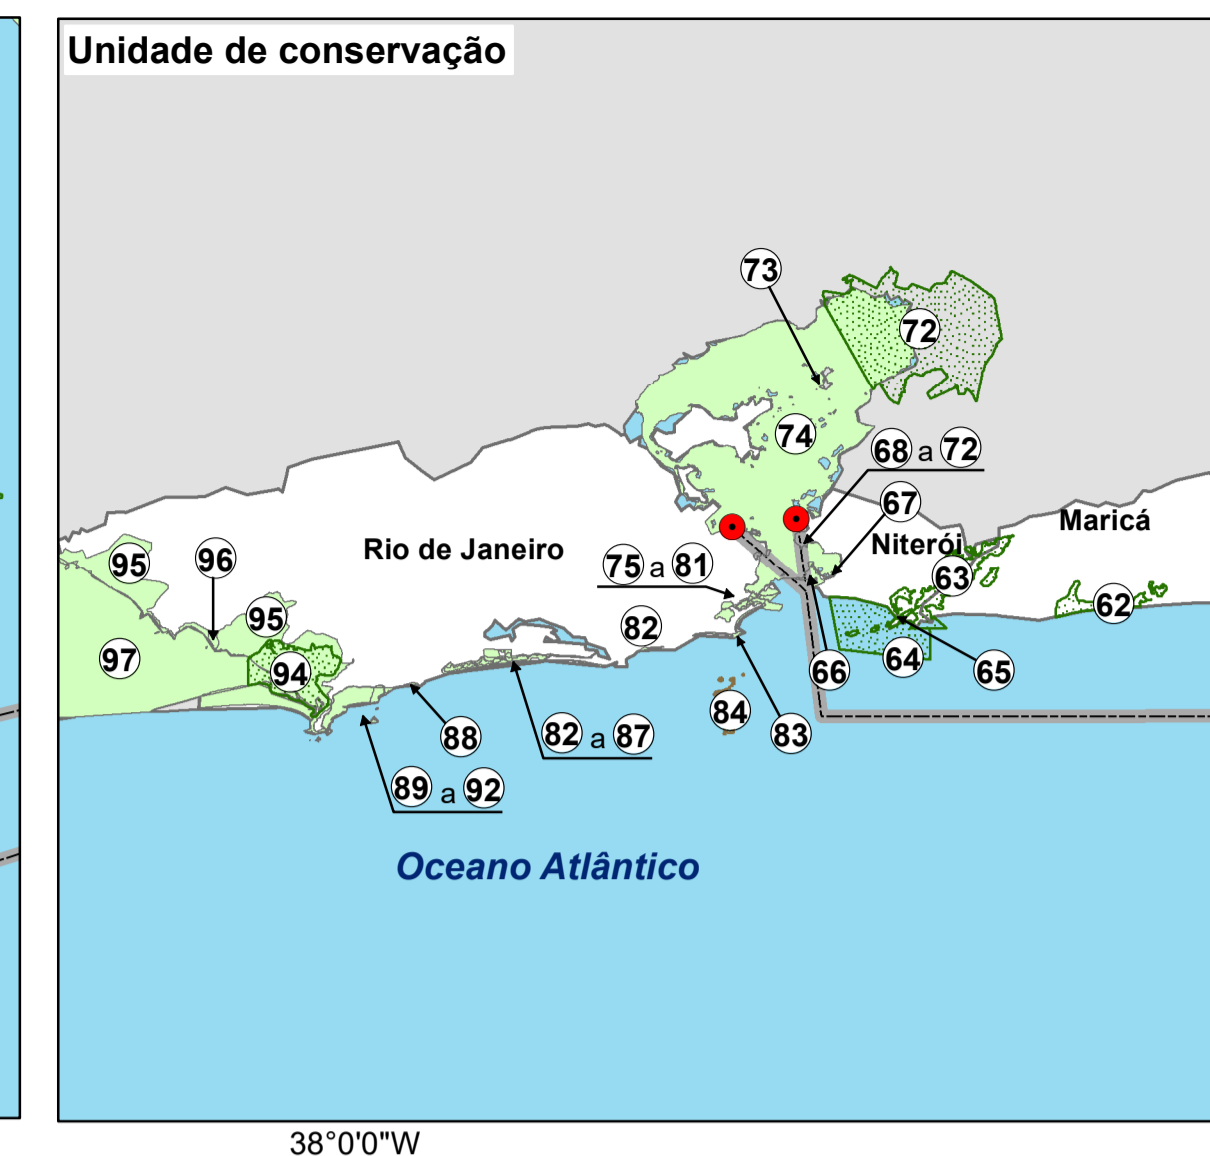 Unidade de conservação
73
72
74
68 a 72
67
Maricá
Niterói
Rio de Janeiro
95
96
75 a 81
63
62
95
82
97
94
64
65
66
84
83
88
82 a 87
89 a 92
Oceano Atlântico
38°0'0"W